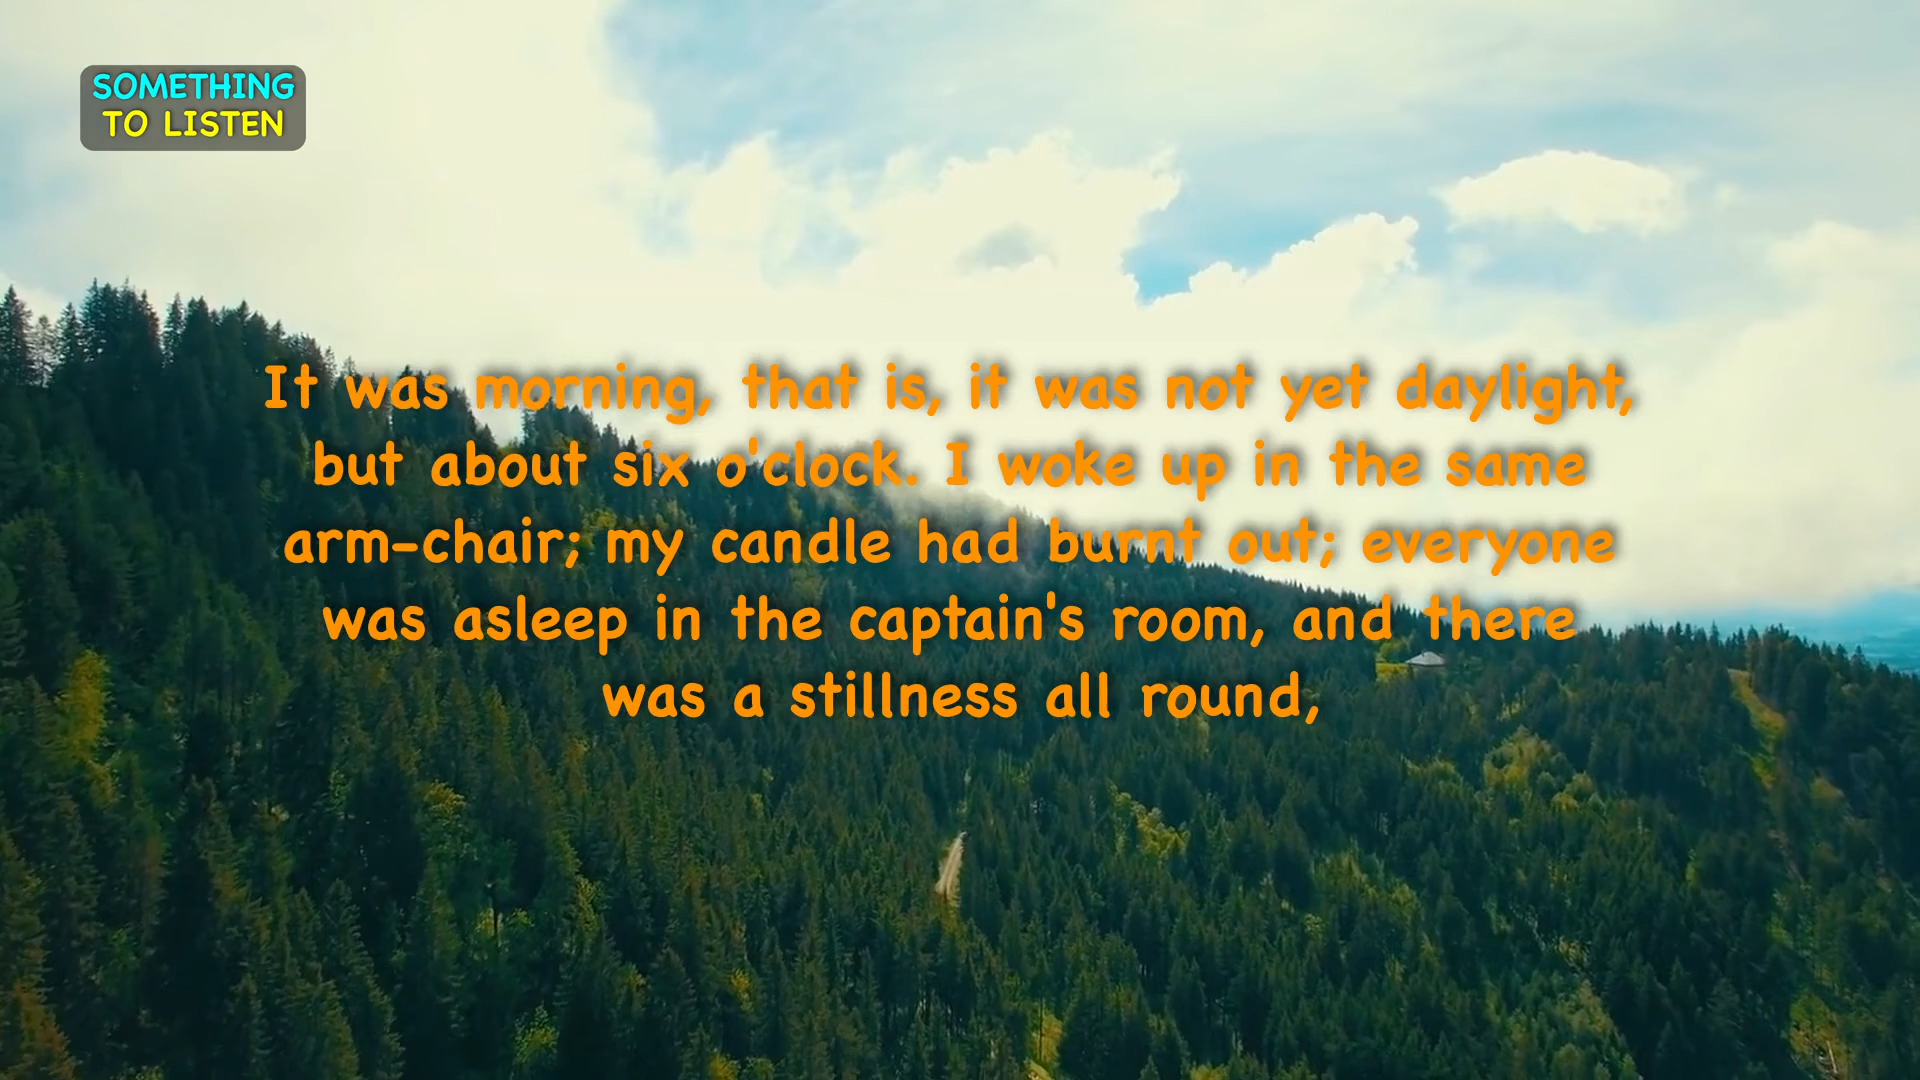 SOMETHING
TO LISTEN
It was morning, that is, it was not yet daylight,
but about six o'clock. I woke up in the same
arm-chair; my candle had burnt out; everyone
was asleep in the captain's room, and there
was a stillness all round,